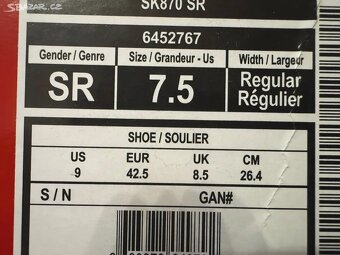 SBAZAR.CZ
SK870 SR
6452767
Gender / Genre Size / Grandeur - Us Width / Largeur
SR 7.5 Regular
Régulier
SHOE / SOULIER
US EUR UK CM
9 42.5 8.5 26.4
S / N GAN#